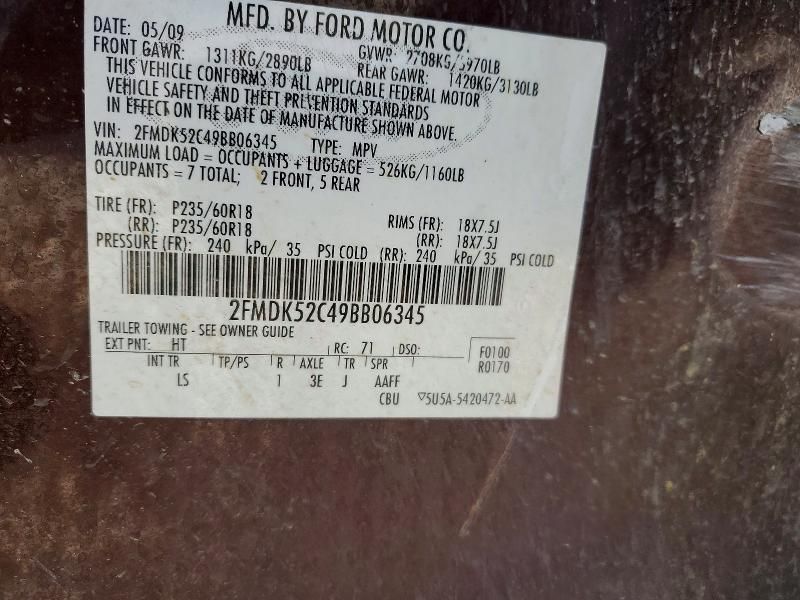 MFD. BY FORD MOTOR CO.
DATE: 05/09 GVWR: 2708KG/5970LB
FRONT GAWR: 1311KG/2890LB REAR GAWR: 1420KG/3130LB
THIS VEHICLE CONFORMS TO ALL APPLICABLE FEDERAL MOTOR
VEHICLE SAFETY AND THEFT PREVENTION STANDARDS
IN EFFECT ON THE DATE OF MANUFACTURE SHOWN ABOVE.
VIN: 2FMDK52C49BB06345 TYPE: MPV
MAXIMUM LOAD = OCCUPANTS + LUGGAGE = 526KG/1160LB
OCCUPANTS = 7 TOTAL; 2 FRONT, 5 REAR
TIRE (FR): P235/60R18 RIMS (FR): 18X7.5J
(RR): P235/60R18 (RR): 18X7.5J
PRESSURE (FR): 240 kPa/ 35 PSI COLD (RR): 240 kPa/ 35 PSI COLD
2FMDK52C49BB06345
TRAILER TOWING - SEE OWNER GUIDE
EXT PNT: HT RC: 71 DSO: F0100
R0170
INT TR TP/PS R AXLE TR SPR
LS 1 3E J AAFF
CBU ▽5U5A-5420472-AA